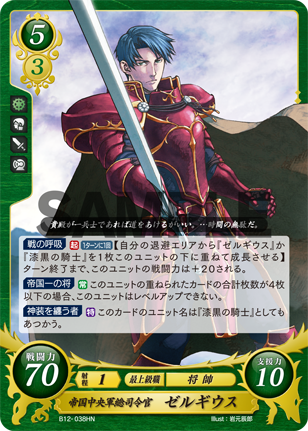 5
3
SAMPLE
貴殿が一兵士であれば道をあけるがいい。…時間の無駄だ。
戦の呼吸 起 1ターンに1回 【自分の退避エリアから『ゼルギウス』か『漆黒の騎士』を1枚このユニットの下に重ねて成長させる】
ターン終了まで、このユニットの戦闘力は+20される。
帝国一の将 常 このユニットの重ねられたカードの合計枚数が4枚
以下の場合、このユニットはレベルアップできない。
神装を纏う者 特 このカードのユニット名は『漆黒の騎士』としても
あつかう。
戦闘力 70
射程 1 最上級職 将帥
支援力 10
帝国中央軍総司令官 ゼルギウス
B12-038HN Illust:岩元辰郎